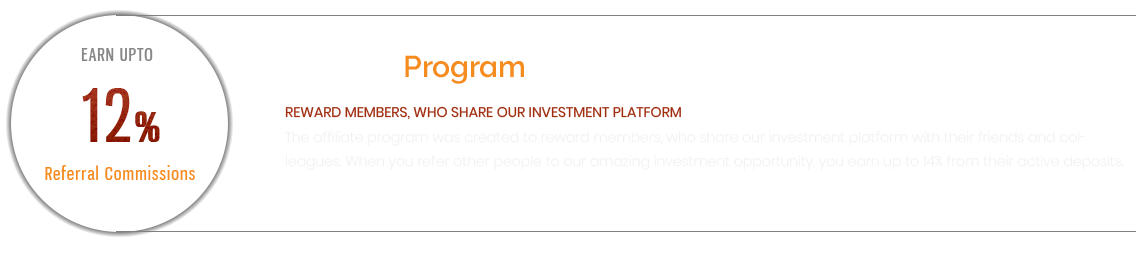 EARN UPTO
12%
Referral Commissions
Program
REWARD MEMBERS, WHO SHARE OUR INVESTMENT PLATFORM
The affiliate program was created to reward members, who share our investment platform with their friends and col-
leagues. When you refer other people to our amazing investment opportunity, you earn up to 14% from their active deposits.